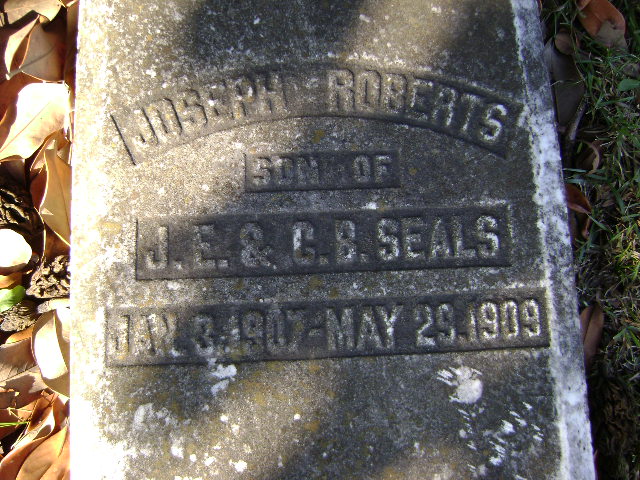 JOSEPH ROBERTS
SON OF
J. E. & C. B. SEALS
JAN. 3, 1907-MAY 29, 1909